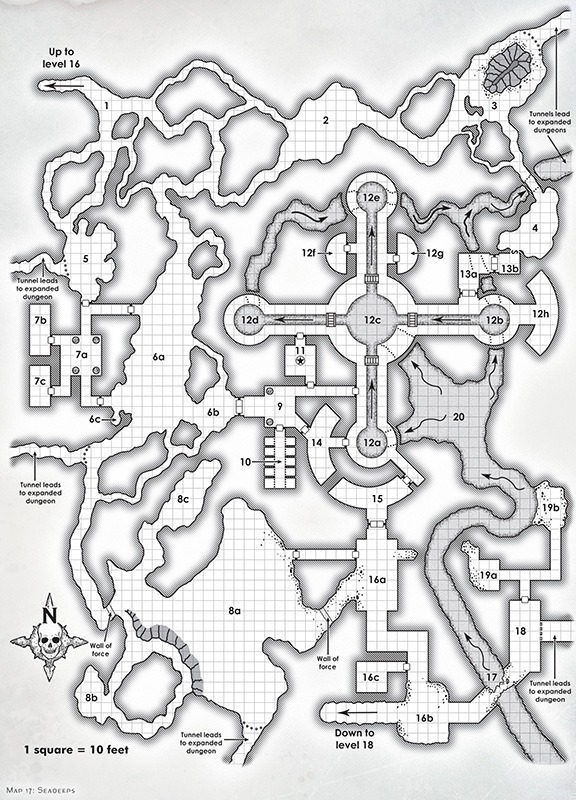 Up to
level 16
1
2
3
Tunnels lead
to expanded
dungeons
4
5
Tunnel leads
to expanded
dungeon
12e
12f
12g
13a
13b
12h
7b
7a
7c
6a
12d
12c
12b
11
6b
6c
9
20
12a
14
10
Tunnel leads
to expanded
dungeon
8c
15
19b
16a
19a
8a
N
Wall of
force
Wall of
force
18
17
Tunnel leads
to expanded
dungeon
16c
8b
16b
Down to
level 18
Tunnel leads
to expanded
dungeon
1 square = 10 feet
Map 17: Seadeeps